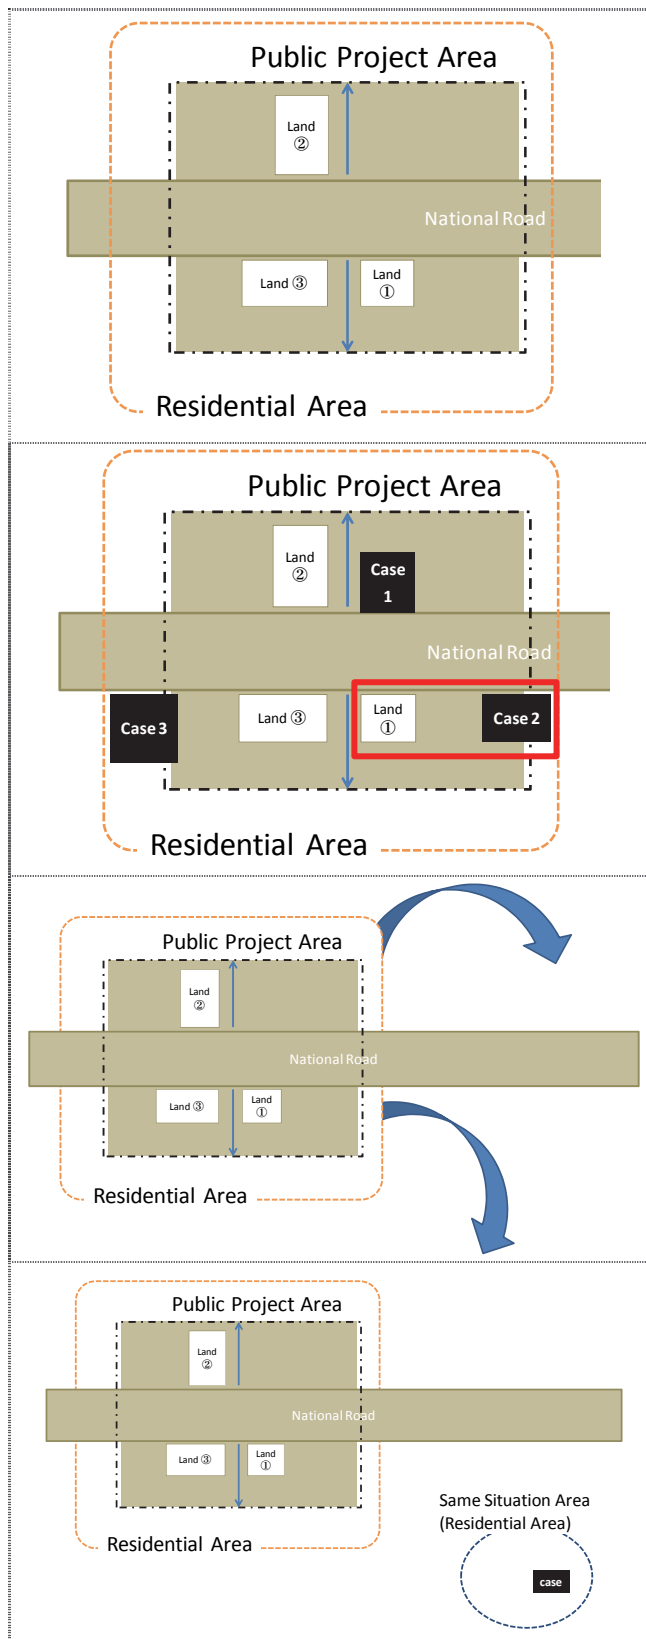 Public Project Area
Land
②
National Road
Land ③
Land
①
Residential Area
Public Project Area
Land
②
Case
1
National Road
Case 3
Land ③
Land
①
Case 2
Residential Area
Public Project Area
Land
②
National Road
Land ③
Land
①
Residential Area
Public Project Area
Land
②
National Road
Land ③
Land
①
Same Situation Area
(Residential Area)
Residential Area
case